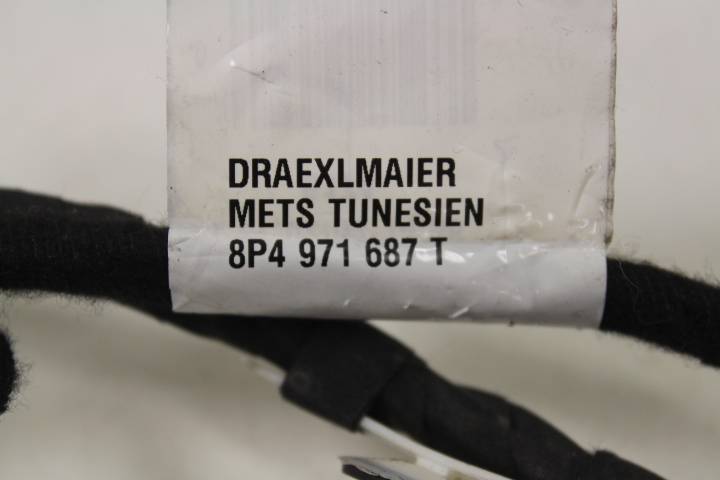 DRAEXLMAIER
METS TUNESIEN
8P4 971 687 T